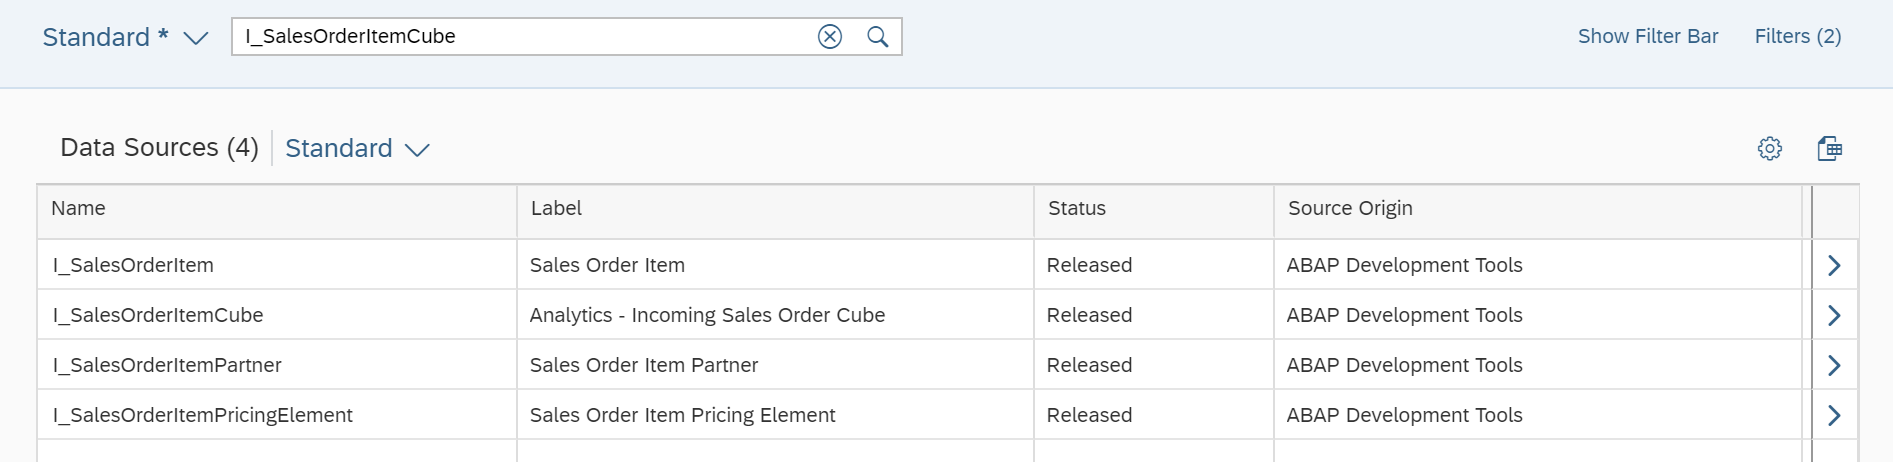 Standard * I_SalesOrderItemCube Show Filter Bar Filters (2)
Data Sources (4) Standard
Name Label Status Source Origin
I_SalesOrderItem Sales Order Item Released ABAP Development Tools
I_SalesOrderItemCube Analytics - Incoming Sales Order Cube Released ABAP Development Tools
I_SalesOrderItemPartner Sales Order Item Partner Released ABAP Development Tools
I_SalesOrderItemPricingElement Sales Order Item Pricing Element Released ABAP Development Tools